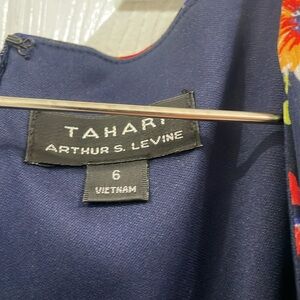 TAHARI
ARTHUR S. LEVINE
6
VIETNAM